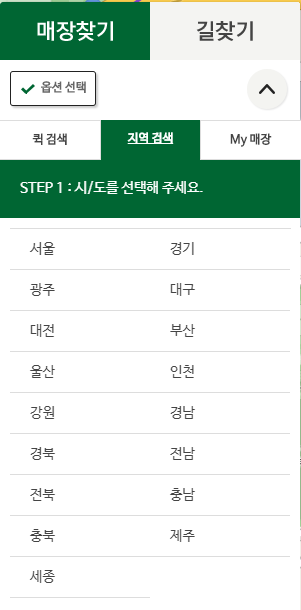 매장찾기 길찾기
옵션 선택
퀵 검색 지역 검색 My 매장
STEP 1 : 시/도를 선택해 주세요.
서울 경기
광주 대구
대전 부산
울산 인천
강원 경남
경북 전남
전북 충남
충북 제주
세종